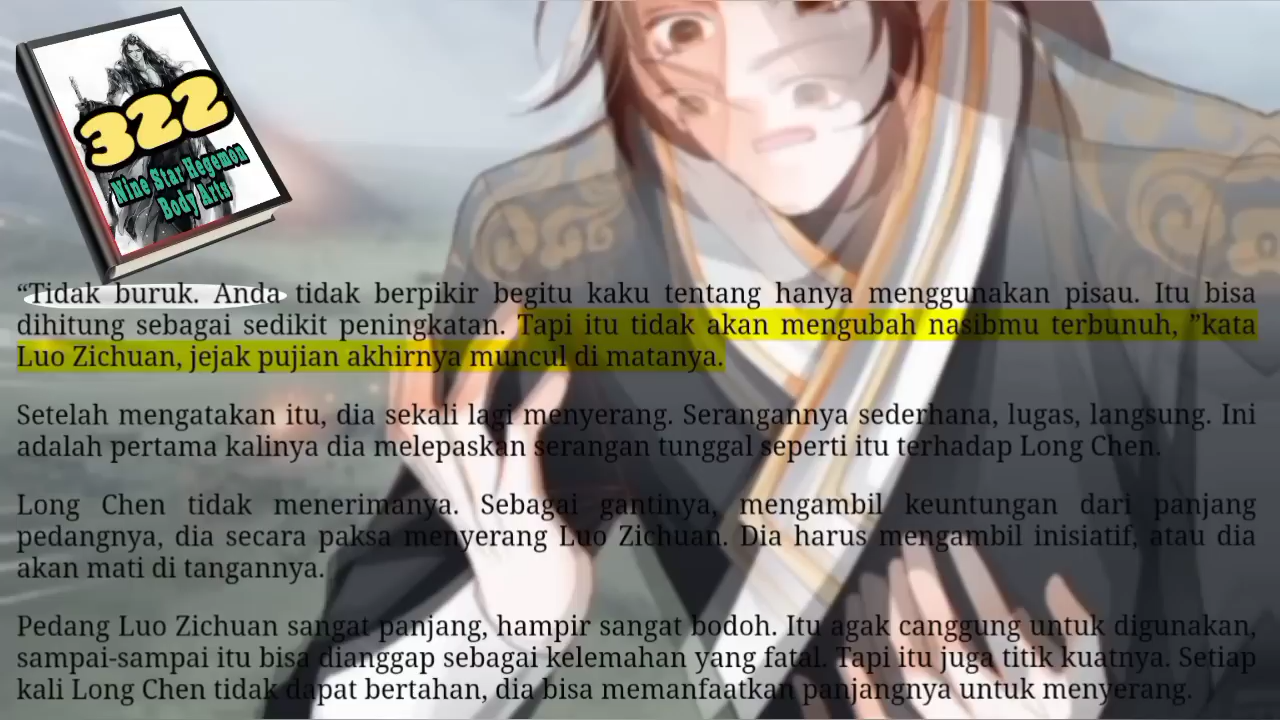 322
Nine Star Hegemon
Body Arts
“Tidak buruk. Anda tidak berpikir begitu kaku tentang hanya menggunakan pisau. Itu bisa
dihitung sebagai sedikit peningkatan. Tapi itu tidak akan mengubah nasibmu terbunuh, ”kata
Luo Zichuan, jejak pujian akhirnya muncul di matanya.
Setelah mengatakan itu, dia sekali lagi menyerang. Serangannya sederhana, lugas, langsung. Ini
adalah pertama kalinya dia melepaskan serangan tunggal seperti itu terhadap Long Chen.
Long Chen tidak menerimanya. Sebagai gantinya, mengambil keuntungan dari panjang
pedangnya, dia secara paksa menyerang Luo Zichuan. Dia harus mengambil inisiatif, atau dia
akan mati di tangannya.
Pedang Luo Zichuan sangat panjang, hampir sangat bodoh. Itu agak canggung untuk digunakan,
sampai-sampai itu bisa dianggap sebagai kelemahan yang fatal. Tapi itu juga titik kuatnya. Setiap
kali Long Chen tidak dapat bertahan, dia bisa memanfaatkan panjangnya untuk menyerang.